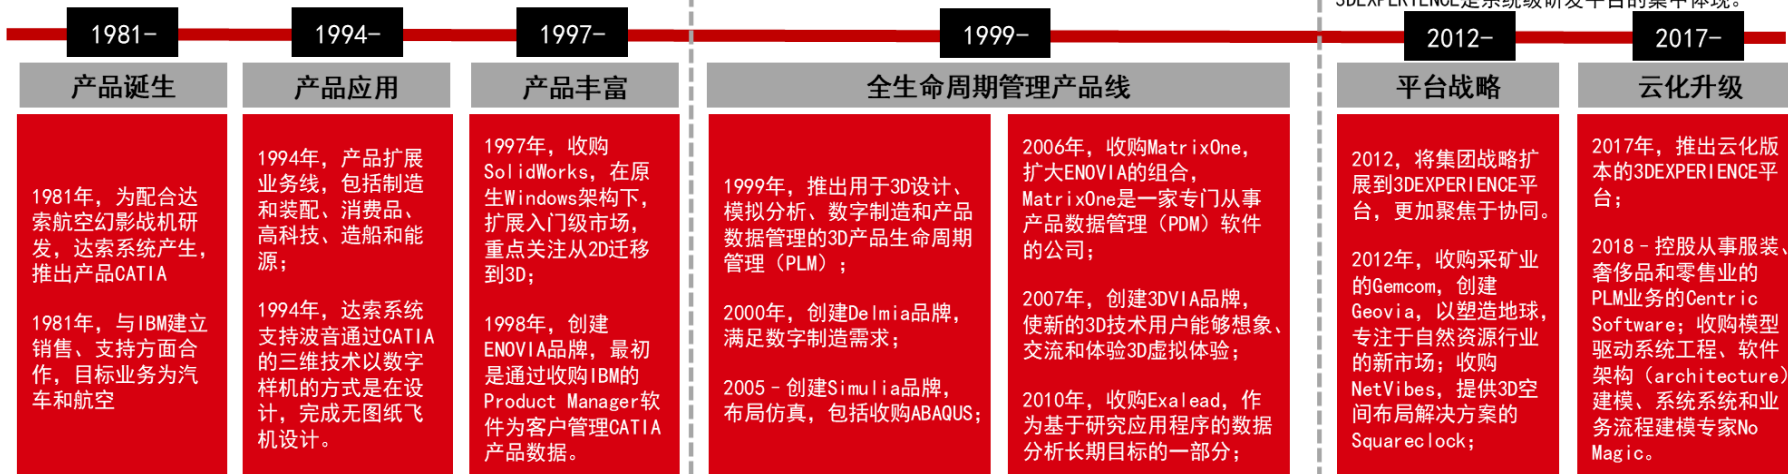 3DEXPERIENCE是系统级研发平台的集中体现。
1981-
1994-
1997-
1999-
2012-
2017-
产品诞生
产品应用
产品丰富
全生命周期管理产品线
平台战略
云化升级
1981年，为配合达
索航空幻影战机研
发，达索系统产生，
推出产品CATIA
1981年，与IBM建立
销售、支持方面合
作，目标业务为汽
车和航空
1994年，产品扩展
业务线，包括制造
和装配、消费品、
高科技、造船和能
源；
1994年，达索系统
支持波音通过CATIA
的三维技术以数字
样机的方式是在设
计，完成无图纸飞
机设计。
1997年，收购
SolidWorks，在原
生Windows架构下，
扩展入门级市场，
重点关注从2D迁移
到3D；
1998年，创建
ENOVIA品牌，最初
是通过收购IBM的
Product Manager软
件为客户管理CATIA
产品数据。
1999年，推出用于3D设计、
模拟分析、数字制造和产品
数据管理的3D产品生命周期
管理（PLM）；
2000年，创建Delmia品牌，
满足数字制造需求；
2005－创建Simulia品牌，
布局仿真，包括收购ABAQUS；
2006年，收购MatrixOne，
扩大ENOVIA的组合，
MatrixOne是一家专门从事
产品数据管理（PDM）软件
的公司；
2007年，创建3DVIA品牌，
使新的3D技术用户能够想象、
交流和体验3D虚拟体验；
2010年，收购Exalead，作
为基于研究应用程序的数据
分析长期目标的一部分；
2012，将集团战略扩
展到3DEXPERIENCE平
台，更加聚焦于协同。
2012年，收购采矿业
的Gemcom，创建
Geovia，以塑造地球，
专注于自然资源行业
的新市场；收购
NetVibes，提供3D空
间布局解决方案的
Squareclock；
2017年，推出云化版
本的3DEXPERIENCE平
台；
2018－控股从事服装、
奢侈品和零售业的
PLM业务的Centric
Software；收购模型
驱动系统工程、软件
架构（architecture）
建模、系统系统和业
务流程建模专家No
Magic。